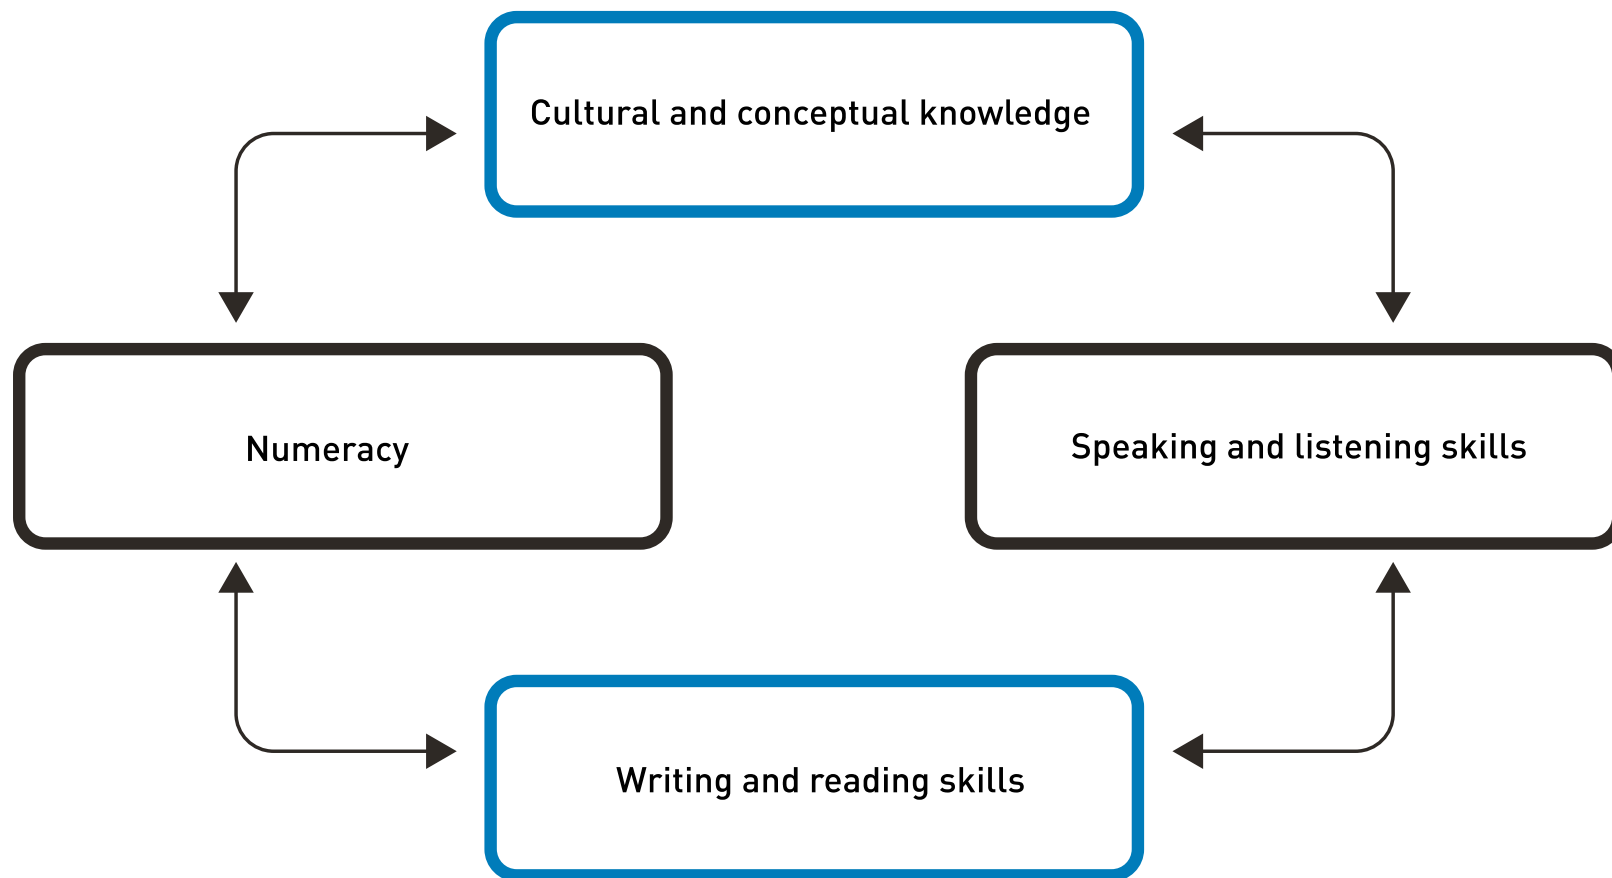 Cultural and conceptual knowledge
Numeracy
Speaking and listening skills
Writing and reading skills